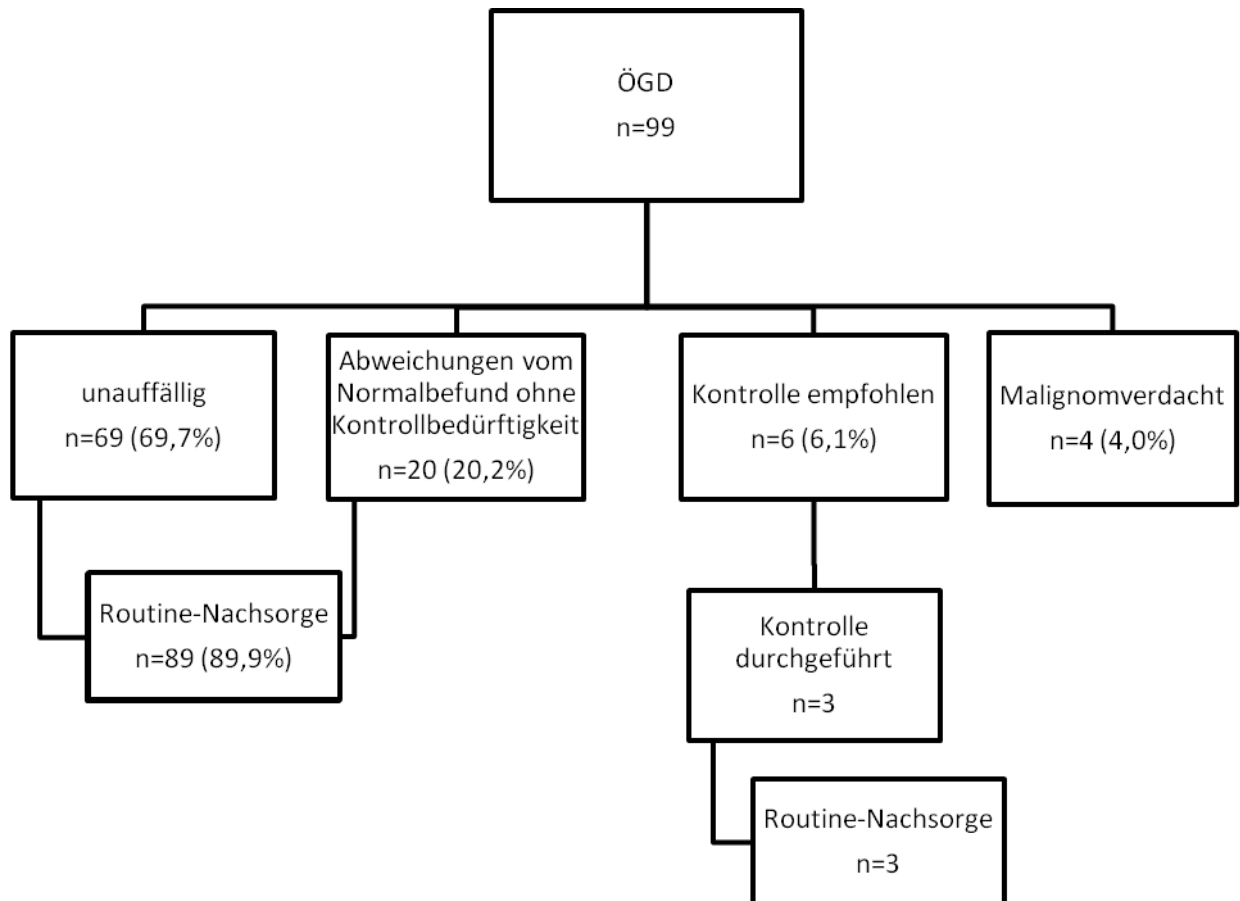 ÖGD
n=99
unauffällig
n=69 (69,7%)
Abweichungen vom
Normalbefund ohne
Kontrollbedürftigkeit
n=20 (20,2%)
Kontrolle empfohlen
n=6 (6,1%)
Malignomverdacht
n=4 (4,0%)
Routine-Nachsorge
n=89 (89,9%)
Kontrolle
durchgeführt
n=3
Routine-Nachsorge
n=3